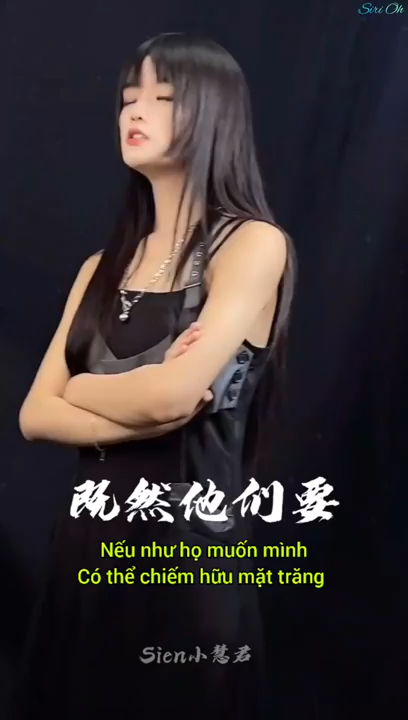 Siri Oh
既然他们要
Nếu như họ muốn mình
Có thể chiếm hữu mặt trăng
Sien小慧君